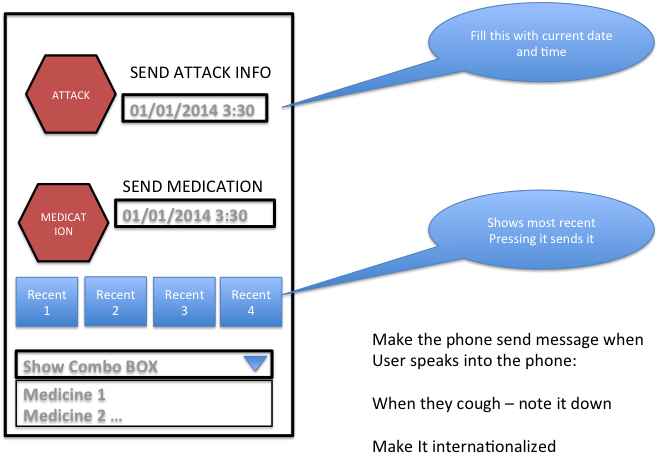 Fill this with current date
and time
SEND ATTACK INFO
ATTACK
01/01/2014 3:30
SEND MEDICATION
01/01/2014 3:30
MEDICAT
ION
Shows most recent
Pressing it sends it
Recent
1
Recent
2
Recent
3
Recent
4
Show Combo BOX
Medicine 1
Medicine 2 ...
Make the phone send message when
User speaks into the phone:
When they cough – note it down
Make It internationalized